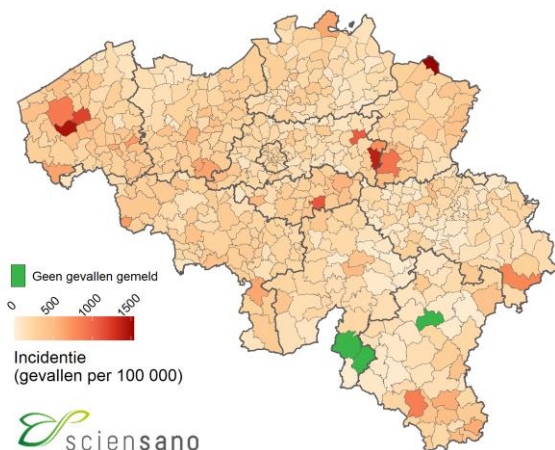 Geen gevallen gemeld
0
500
1000
1500
Incidentie
(gevallen per 100 000)
sciensano